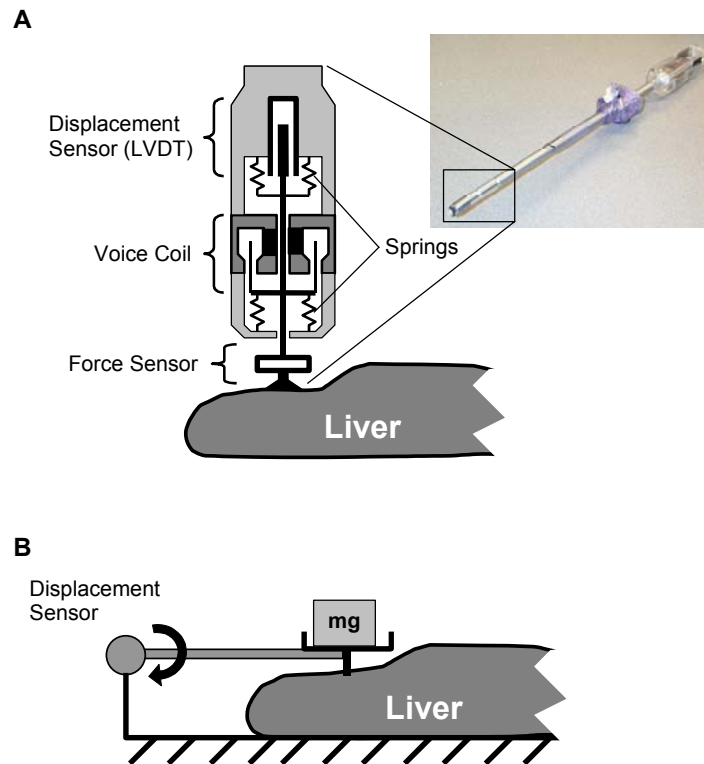 A
Displacement
Sensor (LVDT)
Voice Coil
Springs
Force Sensor
Liver
B
Displacement
Sensor
mg
Liver